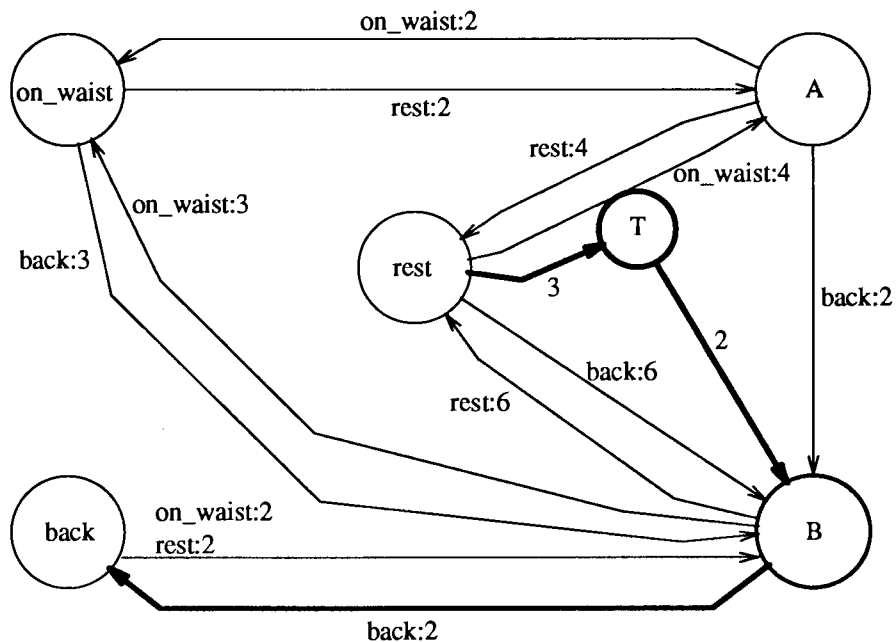 on_waist:2
on_waist
A
rest:2
rest:4
on_waist:4
on_waist:3
T
back:3
rest
3
back:2
2
back:6
rest:6
on_waist:2
back
B
rest:2
back:2